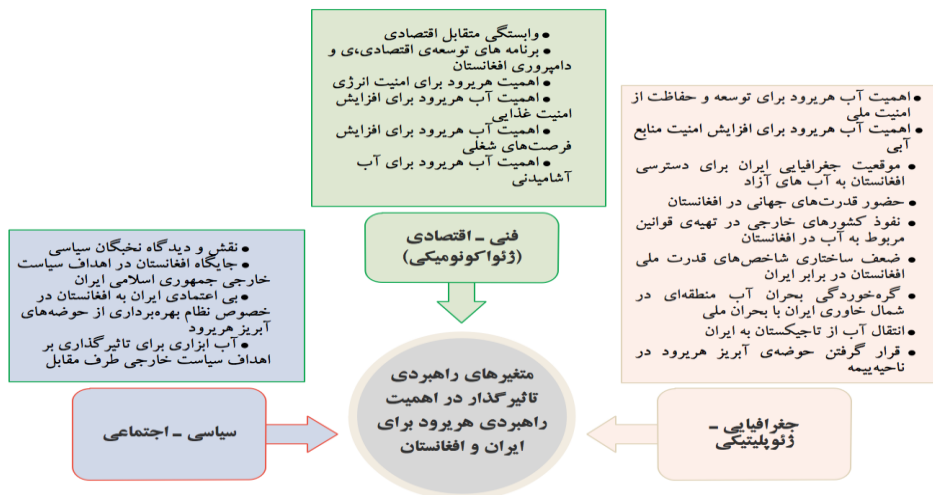 • وابستگی متقابل اقتصادی
• برنامه های توسعه‌ی اقتصادی،ی و
دامپروری افغانستان
• اهمیت هریرود برای امنیت انرژی
• اهمیت آب هریرود برای افزایش
امنیت غذایی
• اهمیت آب هریرود برای افزایش
فرصت‌های شغلی
• اهمیت آب هریرود برای آب
آشامیدنی
فنی – اقتصادی
(ژئواکونومیکی)
• اهمیت آب هریرود برای توسعه و حفاظت از
امنیت ملی
• اهمیت آب هریرود برای افزایش امنیت منابع
آبی
• موقعیت جغرافیایی ایران برای دسترسی
افغانستان به آب های آزاد
• حضور قدرت‌های جهانی در افغانستان
• نفوذ کشورهای خارجی در تهیه‌ی قوانین
مربوط به آب در افغانستان
• ضعف ساختاری شاخص‌های قدرت ملی
افغانستان در برابر ایران
• گره‌خوردگی بحران آب منطقه‌ای در
شمال خاوری ایران با بحران ملی
• انتقال آب از تاجیکستان به ایران
• قرار گرفتن حوضه‌ی آبریز هریرود در
ناحیه‌بیمه
جغرافیایی –
ژئوپلیتیکی
• نقش و دیدگاه نخبگان سیاسی
• جایگاه افغانستان در اهداف سیاست
خارجی جمهوری اسلامی ایران
• بی اعتمادی ایران به افغانستان در
خصوص نظام بهره‌برداری از حوضه‌های
آبریز هریرود
• آب ابزاری برای تاثیرگذاری بر
اهداف سیاست خارجی طرف مقابل
سیاسی – اجتماعی
متغیرهای راهبردی
تاثیرگذار در اهمیت
راهبردی هریرود برای
ایران و افغانستان